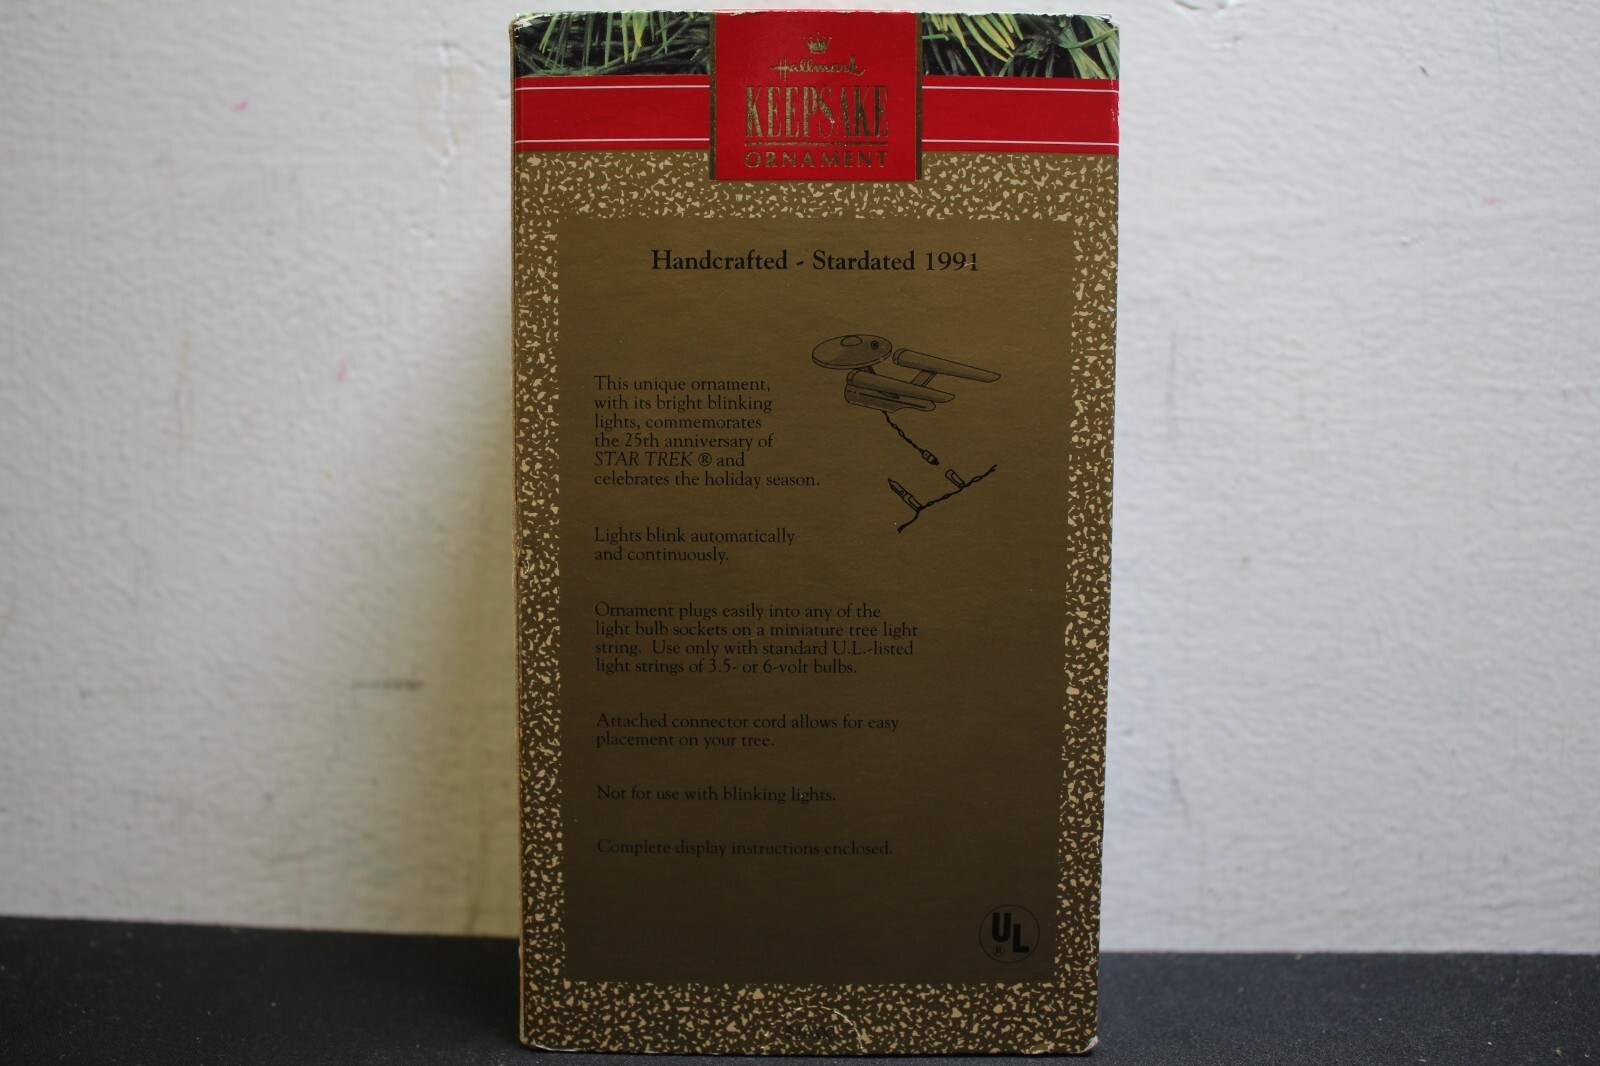 Hallmark
KEEPSAKE
ORNAMENT
Handcrafted - Stardated 1991
This unique ornament,
with its bright blinking
lights, commemorates
the 25th anniversary of
STAR TREK ® and
celebrates the holiday season.
Lights blink automatically
and continuously.
Ornament plugs easily into any of the
light bulb sockets on a miniature tree light
string. Use only with standard U.L.-listed
light strings of 3.5- or 6-volt bulbs.
Attached connector cord allows for easy
placement on your tree.
Not for use with blinking lights.
Complete display instructions enclosed.
UL
®